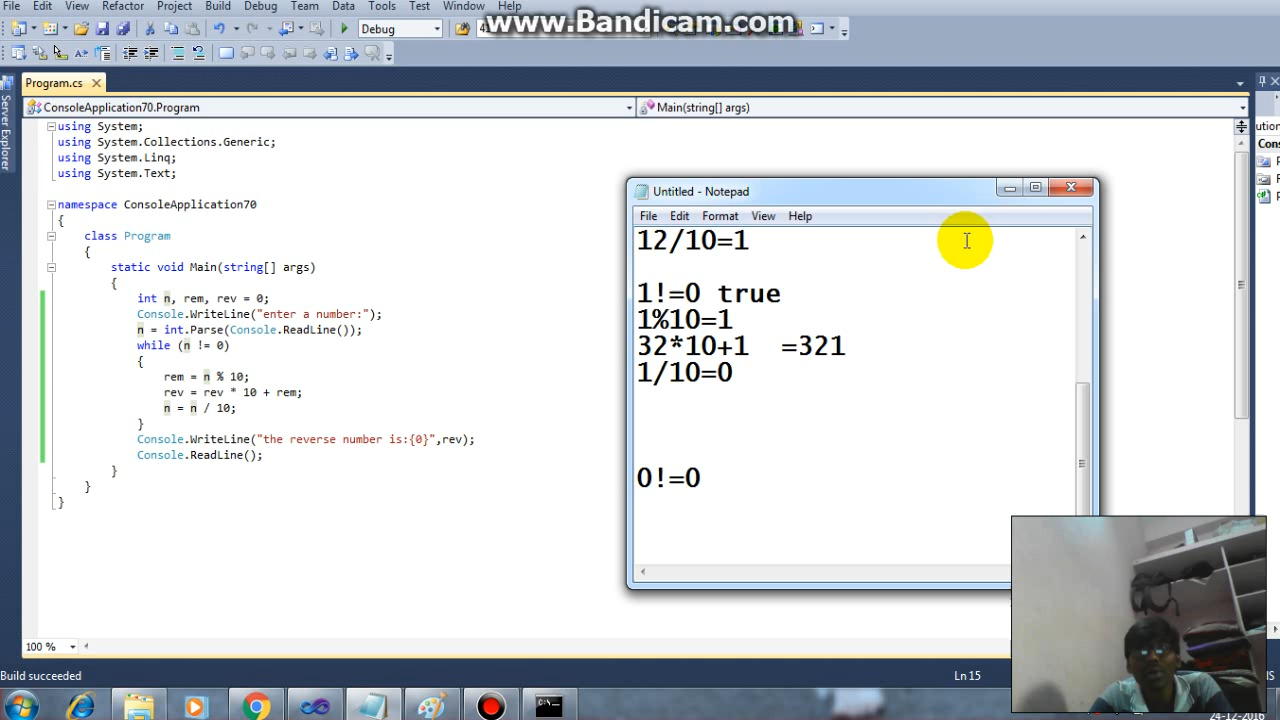 File Edit View Refactor Project Build Debug Team Data Tools Test Window Help
www.Bandicam.com
Debug
Program.cs
ConsoleApplication70.Program
Main(string[] args)
Server Explorer
using System;
using System.Collections.Generic;
using System.Linq;
using System.Text;
namespace ConsoleApplication70
{
class Program
{
static void Main(string[] args)
{
int n, rem, rev = 0;
Console.WriteLine("enter a number:");
n = int.Parse(Console.ReadLine());
while (n != 0)
{
rem = n % 10;
rev = rev * 10 + rem;
n = n / 10;
}
Console.WriteLine("the reverse number is:{0}",rev);
Console.ReadLine();
}
}
}
Untitled - Notepad
File Edit Format View Help
12/10=1
1!=0 true
1%10=1
32*10+1 =321
1/10=0
0!=0
100 %
Build succeeded
Ln 15
24-12-2016